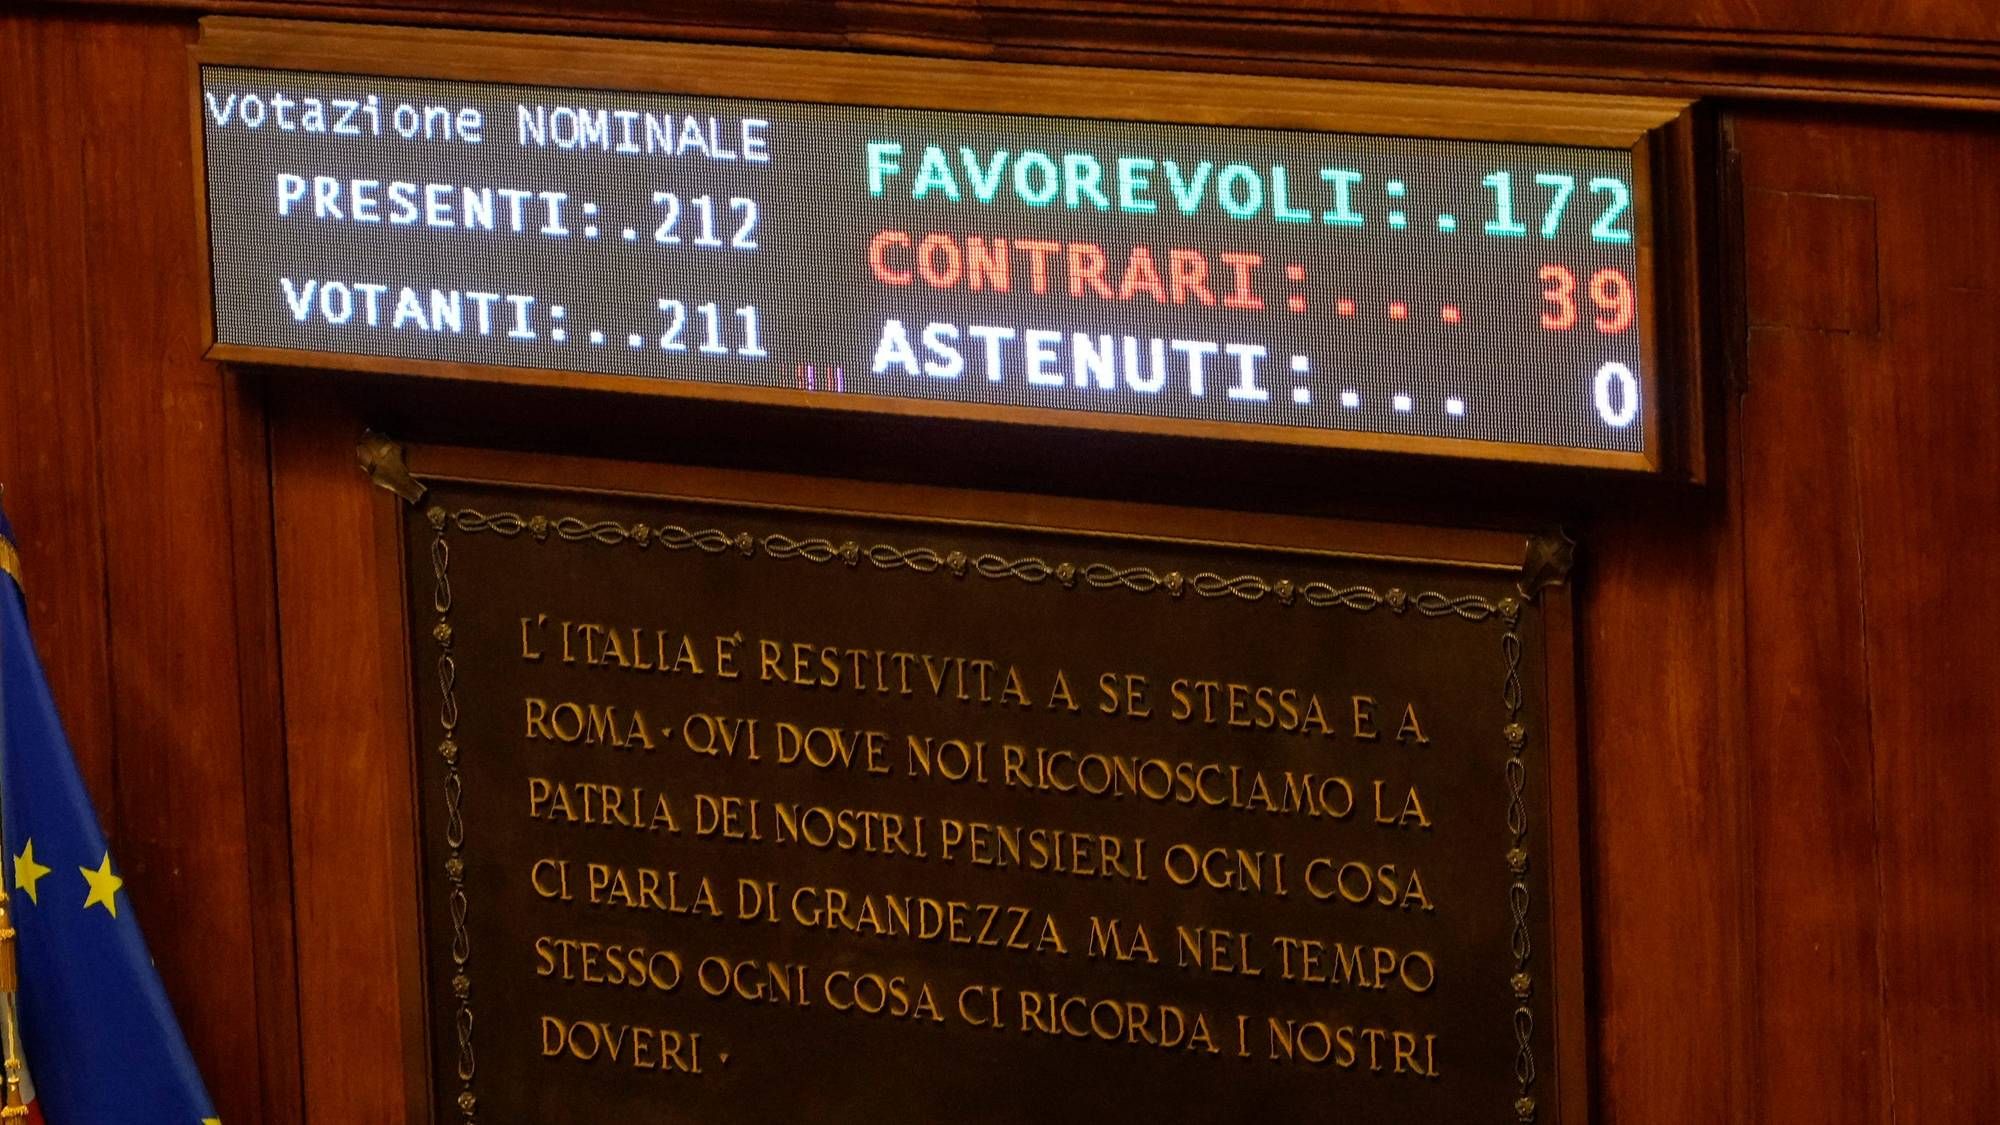 votazione NOMINALE
PRESENTI:.212
VOTANTI:..211
FAVOREVOLI:.172
CONTRARI:... 39
ASTENUTI:... 0
L'ITALIA E' RESTITVITA A SE STESSA E A
ROMA · QVI DOVE NOI RICONOSCIAMO LA
PATRIA DEI NOSTRI PENSIERI OGNI COSA
CI PARLA DI GRANDEZZA MA NEL TEMPO
STESSO OGNI COSA CI RICORDA I NOSTRI
DOVERI ·